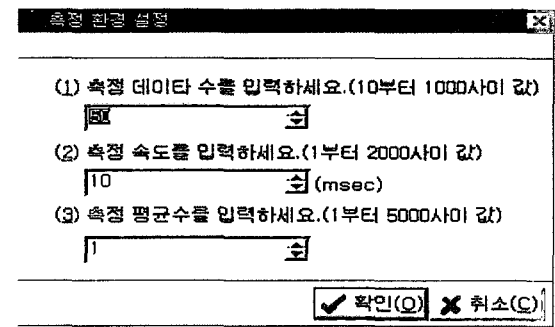 측정 환경 설정
(1) 측정 데이타 수를 입력하세요.(10부터 1000사이 값)
(2) 측정 속도를 입력하세요.(1부터 2000사이 값)
10 (msec)
(3) 측정 평균수를 입력하세요.(1부터 5000사이 값)
1
확인(O) 취소(C)